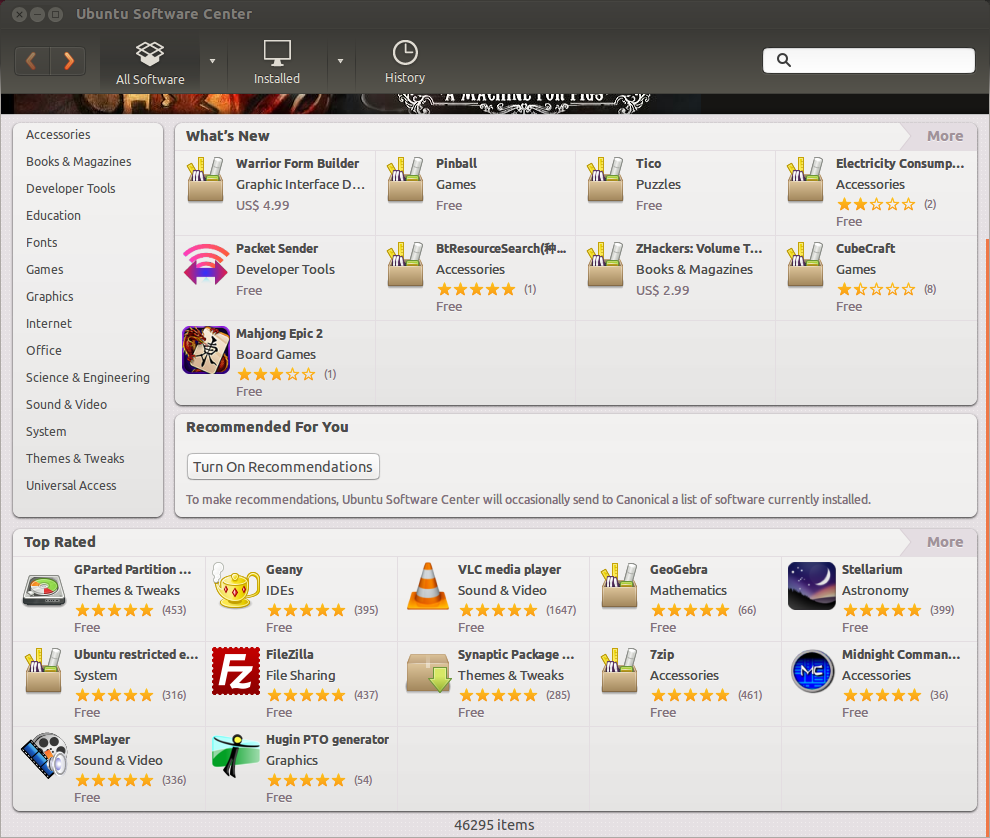 Ubuntu Software Center
All Software
Installed
History
A MACHINE FOR PIGS
Accessories
Books & Magazines
Developer Tools
Education
Fonts
Games
Graphics
Internet
Office
Science & Engineering
Sound & Video
System
Themes & Tweaks
Universal Access
What's New
More
Warrior Form Builder
Graphic Interface D...
US$ 4.99
Pinball
Games
Free
Tico
Puzzles
Free
Electricity Consump...
Accessories
(2)
Free
Packet Sender
Developer Tools
Free
BtResourceSearch(种...
Accessories
(1)
Free
ZHackers: Volume T...
Books & Magazines
US$ 2.99
CubeCraft
Games
(8)
Free
Mahjong Epic 2
Board Games
(1)
Free
Recommended For You
Turn On Recommendations
To make recommendations, Ubuntu Software Center will occasionally send to Canonical a list of software currently installed.
Top Rated
More
GParted Partition ...
Themes & Tweaks
(453)
Free
Geany
IDEs
(395)
Free
VLC media player
Sound & Video
(1647)
Free
GeoGebra
Mathematics
(66)
Free
Stellarium
Astronomy
(399)
Free
Ubuntu restricted e...
System
(316)
Free
FileZilla
File Sharing
(437)
Free
Synaptic Package ...
Themes & Tweaks
(285)
Free
7zip
Accessories
(461)
Free
Midnight Comman...
Accessories
(36)
Free
SMPlayer
Sound & Video
(336)
Free
Hugin PTO generator
Graphics
(54)
Free
46295 items